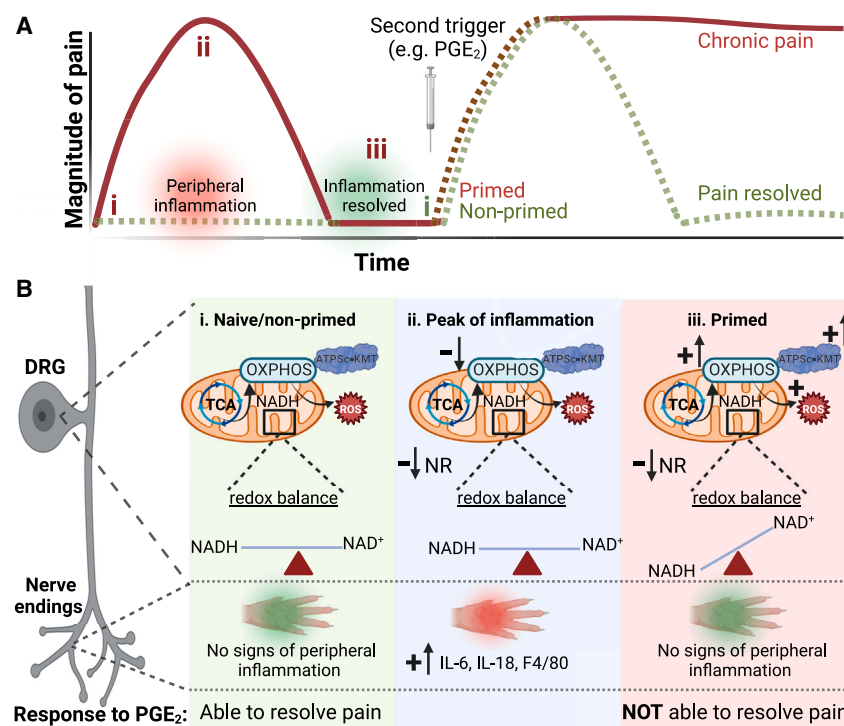 A
Magnitude of pain
i
ii
iii
Peripheral
inflammation
Inflammation
resolved
i
Second trigger
(e.g. PGE₂)
Primed
Non-primed
Chronic pain
Pain resolved
Time
B
DRG
Nerve
endings
i. Naive/non-primed
OXPHOS
ATPSc-KMT
TCA
NADH
ROS
redox balance
NADH
NAD⁺
No signs of peripheral
inflammation
ii. Peak of inflammation
-
OXPHOS
ATPSc-KMT
TCA
NADH
ROS
- NR
redox balance
NADH
NAD⁺
+ IL-6, IL-18, F4/80
iii. Primed
+
+
OXPHOS
ATPSc-KMT
TCA
NADH
+
ROS
- NR
redox balance
NAD⁺
NADH
No signs of peripheral
inflammation
Response to PGE₂: Able to resolve pain
NOT able to resolve pain